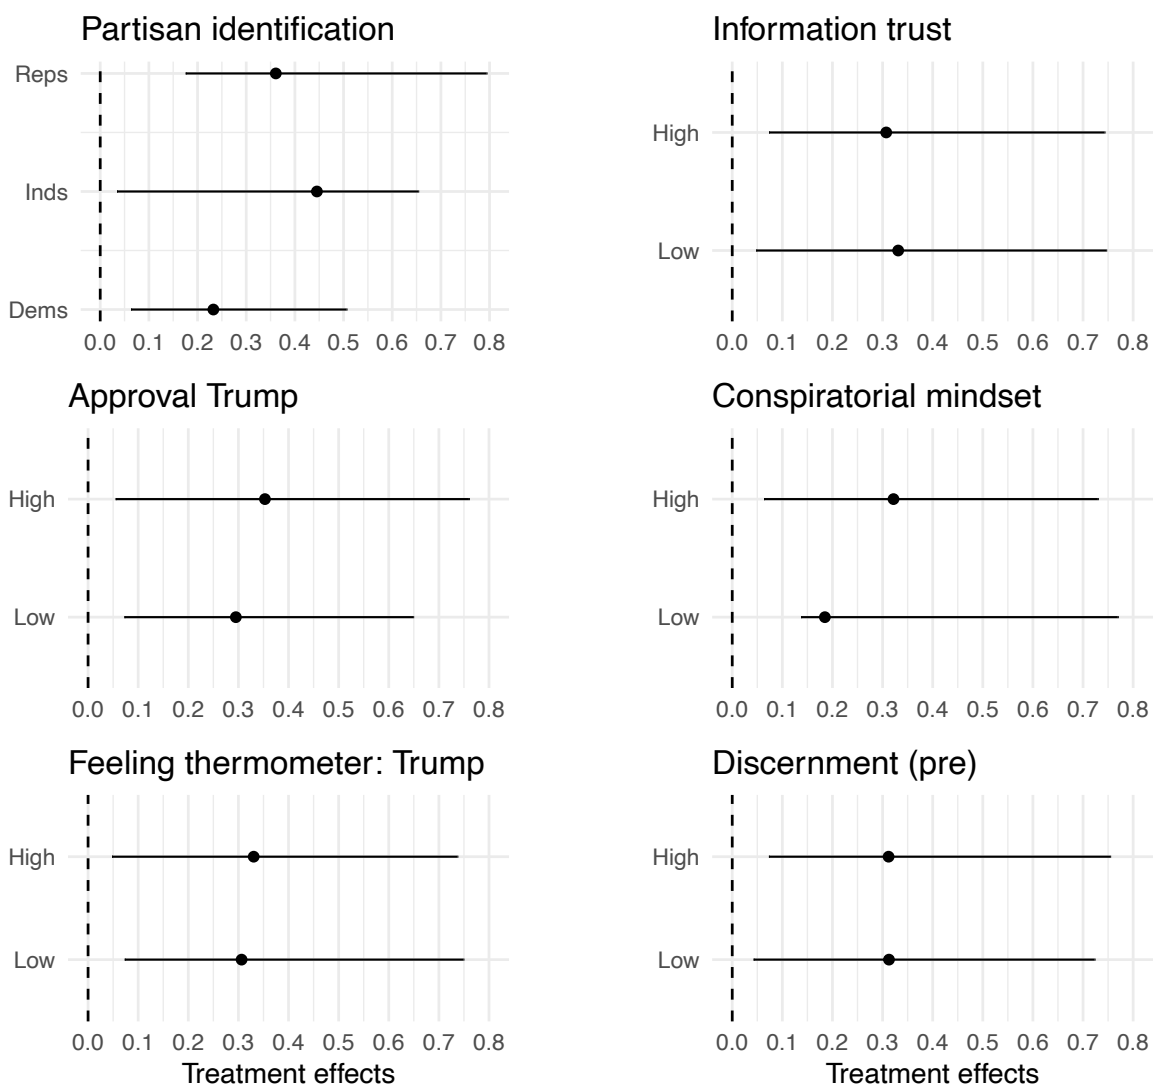 Partisan identification
Reps
Inds
Dems
0.0 0.1 0.2 0.3 0.4 0.5 0.6 0.7 0.8
Information trust
High
Low
0.0 0.1 0.2 0.3 0.4 0.5 0.6 0.7 0.8
Approval Trump
High
Low
0.0 0.1 0.2 0.3 0.4 0.5 0.6 0.7 0.8
Conspiratorial mindset
High
Low
0.0 0.1 0.2 0.3 0.4 0.5 0.6 0.7 0.8
Feeling thermometer: Trump
High
Low
0.0 0.1 0.2 0.3 0.4 0.5 0.6 0.7 0.8
Treatment effects
Discernment (pre)
High
Low
0.0 0.1 0.2 0.3 0.4 0.5 0.6 0.7 0.8
Treatment effects